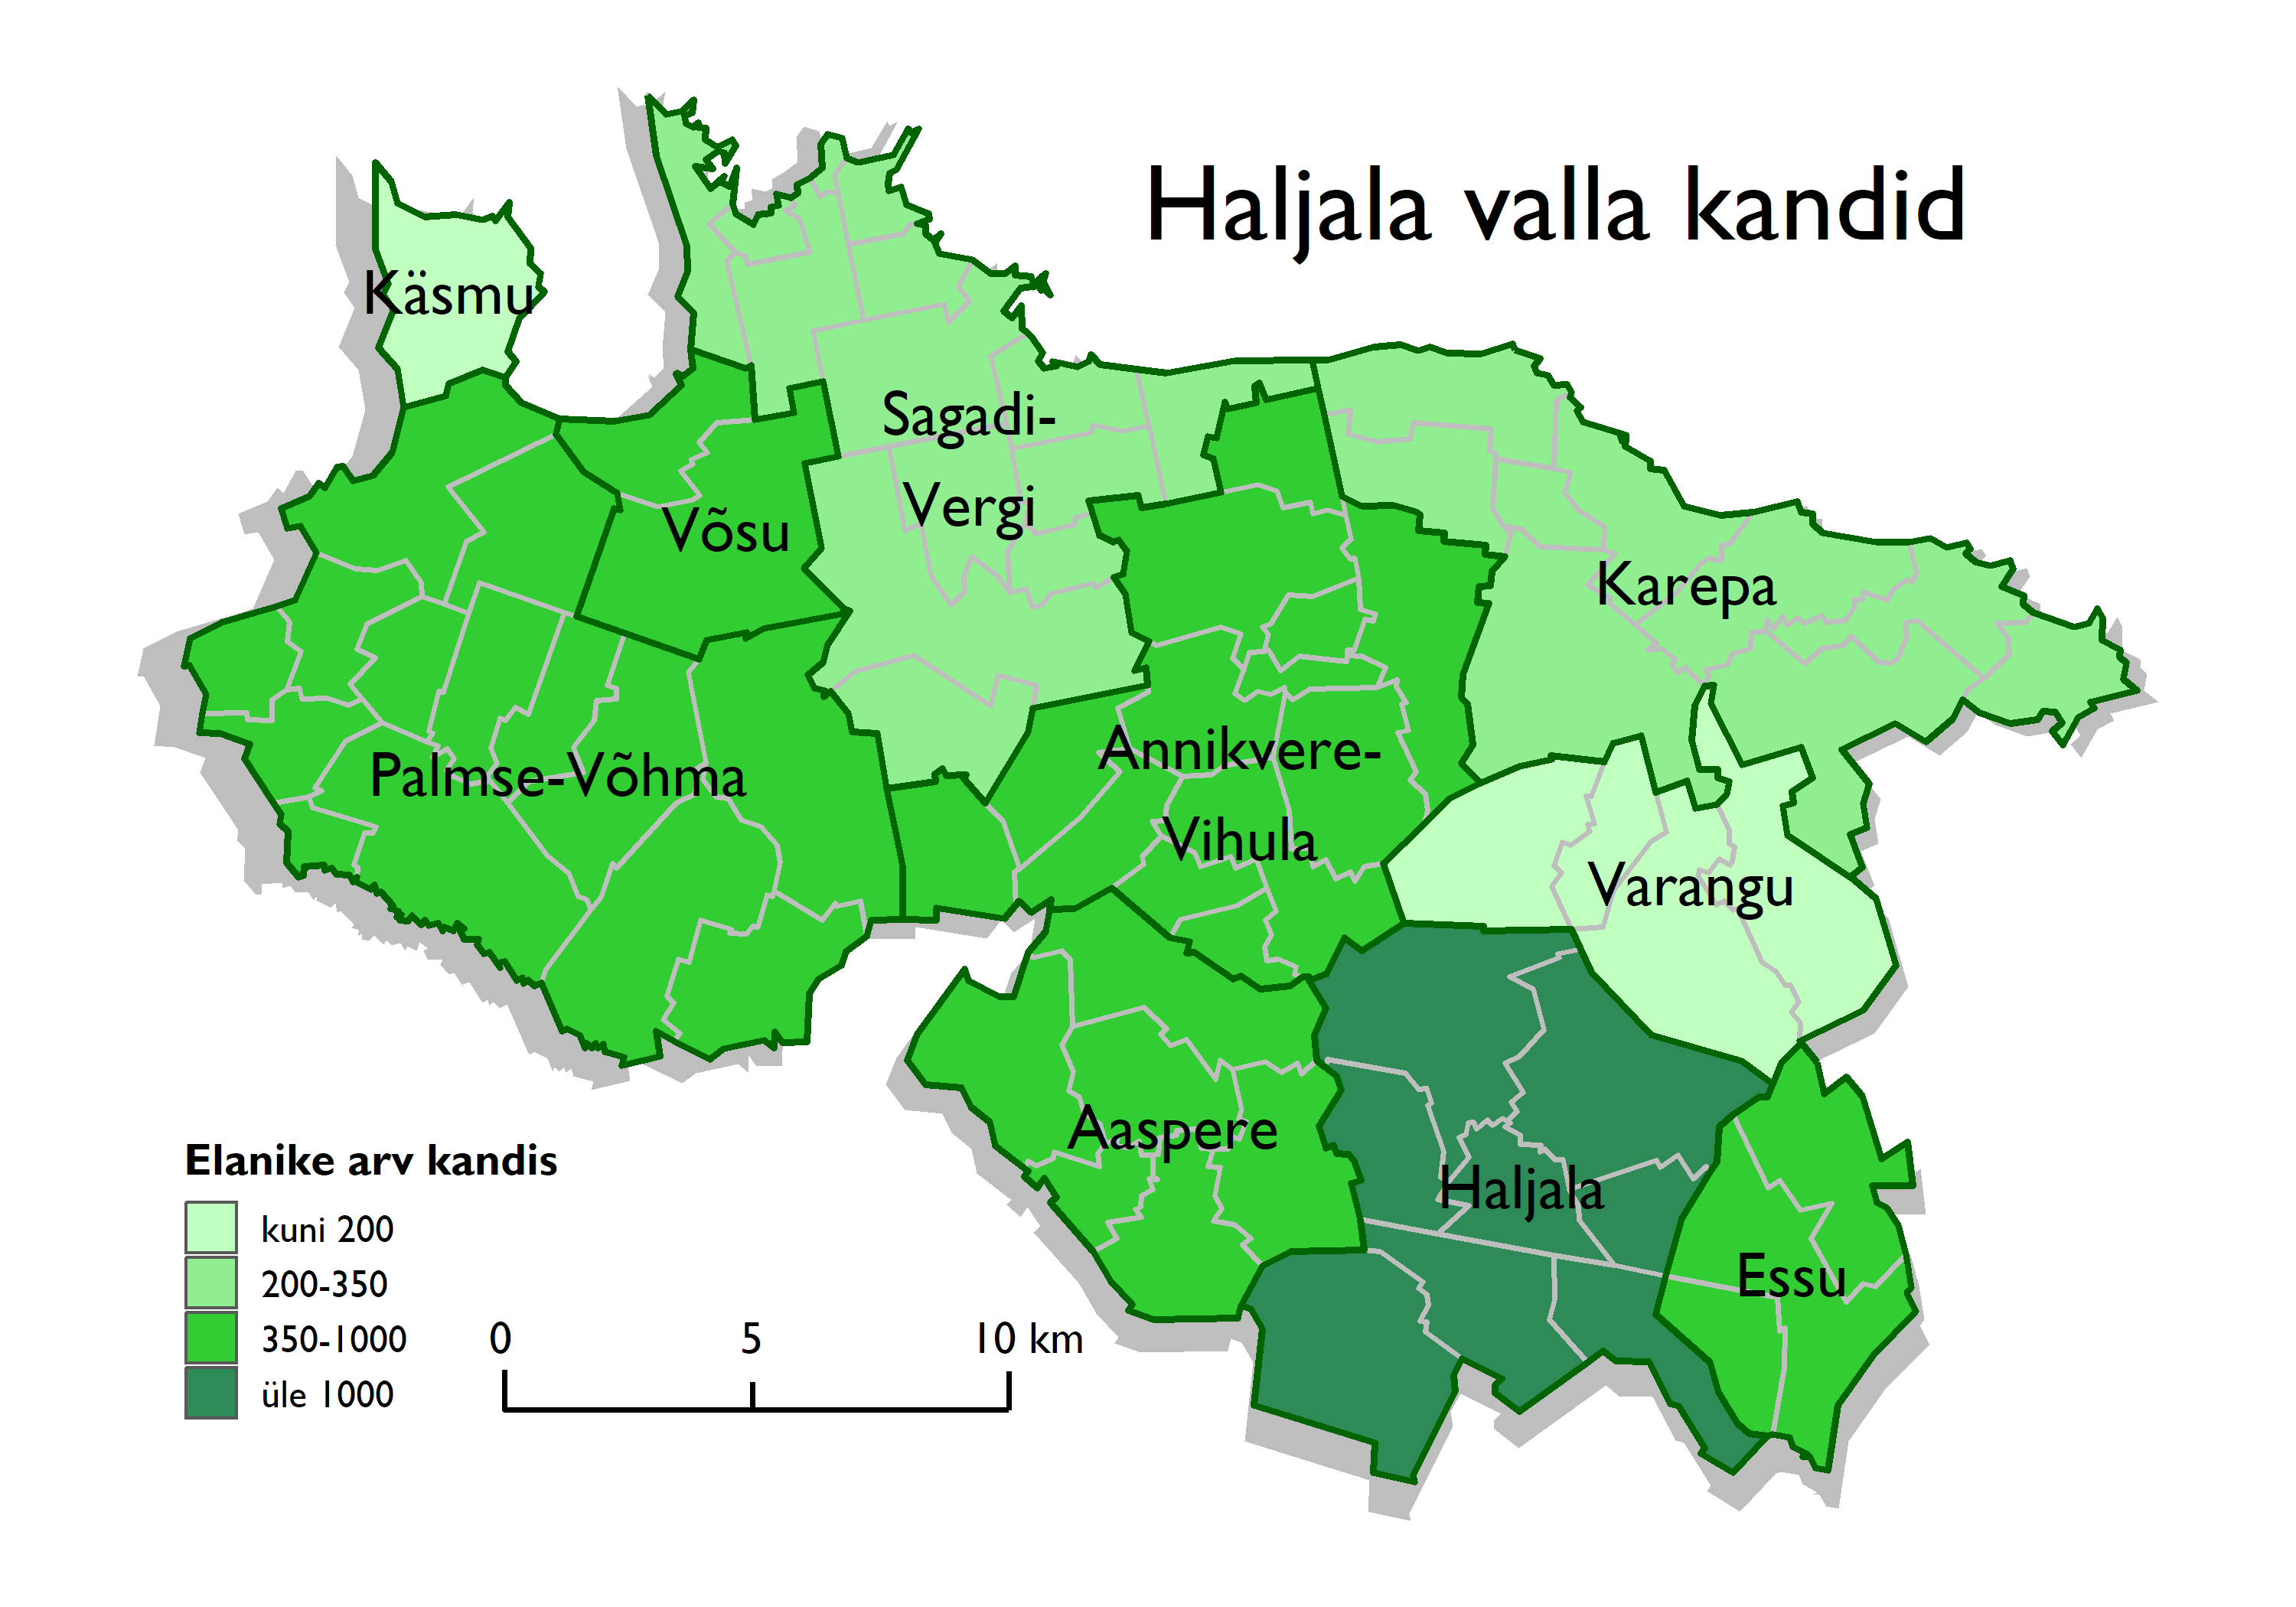 Haljala valla kandid
Käsmu
Sagadi-
Vergi
Võsu
Karepa
Palmse-Võhma
Annikvere-
Vihula
Varangu
Aaspere
Haljala
Essu
Elanike arv kandis
kuni 200
200-350
350-1000
üle 1000
0 5 10 km